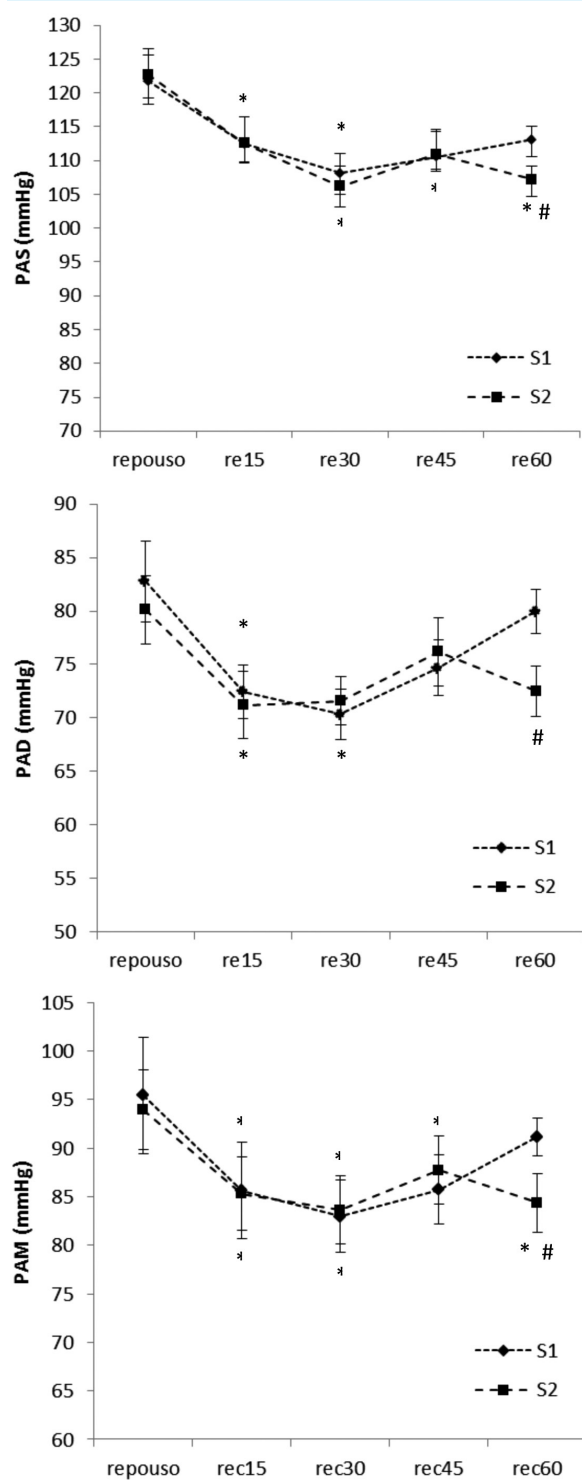 130
125
120
115
110
105
100
95
90
85
80
75
70
PAS (mmHg)
* *
* * * #
S1
S2
repouso re15 re30 re45 re60
90
85
80
75
70
65
60
55
50
PAD (mmHg)
*
* * #
S1
S2
repouso re15 re30 re45 re60
105
100
95
90
85
80
75
70
65
60
PAM (mmHg)
* * *
* * * #
S1
S2
repouso rec15 rec30 rec45 rec60